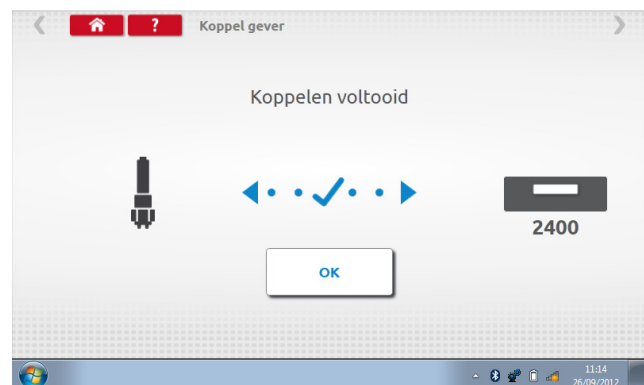 ? Koppel gever
Koppelen voltooid
2400
OK
11:14
26/09/2012